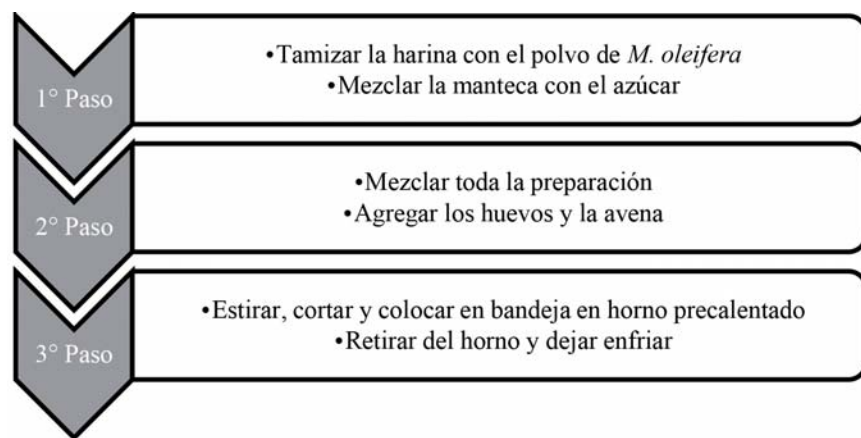 1° Paso
•Tamizar la harina con el polvo de M. oleifera
•Mezclar la manteca con el azúcar
2° Paso
•Mezclar toda la preparación
•Agregar los huevos y la avena
3° Paso
•Estirar, cortar y colocar en bandeja en horno precalentado
•Retirar del horno y dejar enfriar